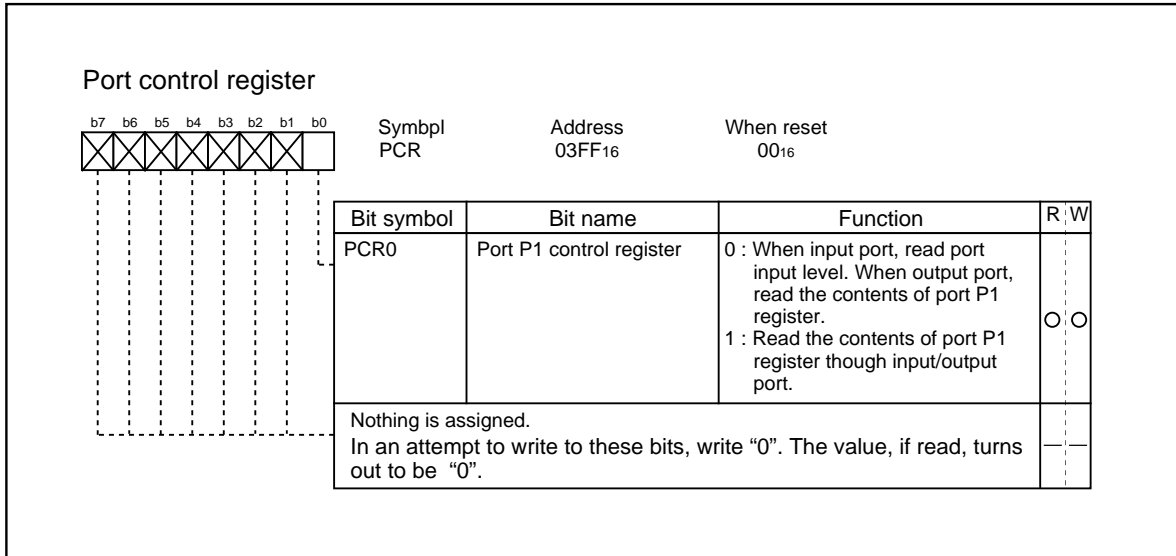 Port control register
b7 b6 b5 b4 b3 b2 b1 b0
Symbpl Address When reset
PCR 03FF16 0016
Bit symbol Bit name Function R W
PCR0 Port P1 control register 0 : When input port, read port
input level. When output port,
read the contents of port P1
register.
1 : Read the contents of port P1
register though input/output
port.
Nothing is assigned.
In an attempt to write to these bits, write “0”. The value, if read, turns
out to be “0”.